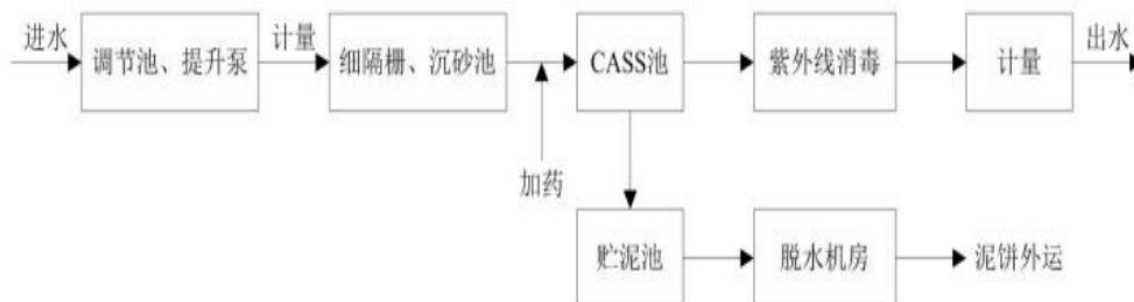 进水
调节池、提升泵
计量
细隔栅、沉砂池
CASS池
紫外线消毒
计量
出水
加药
贮泥池
脱水机房
泥饼外运